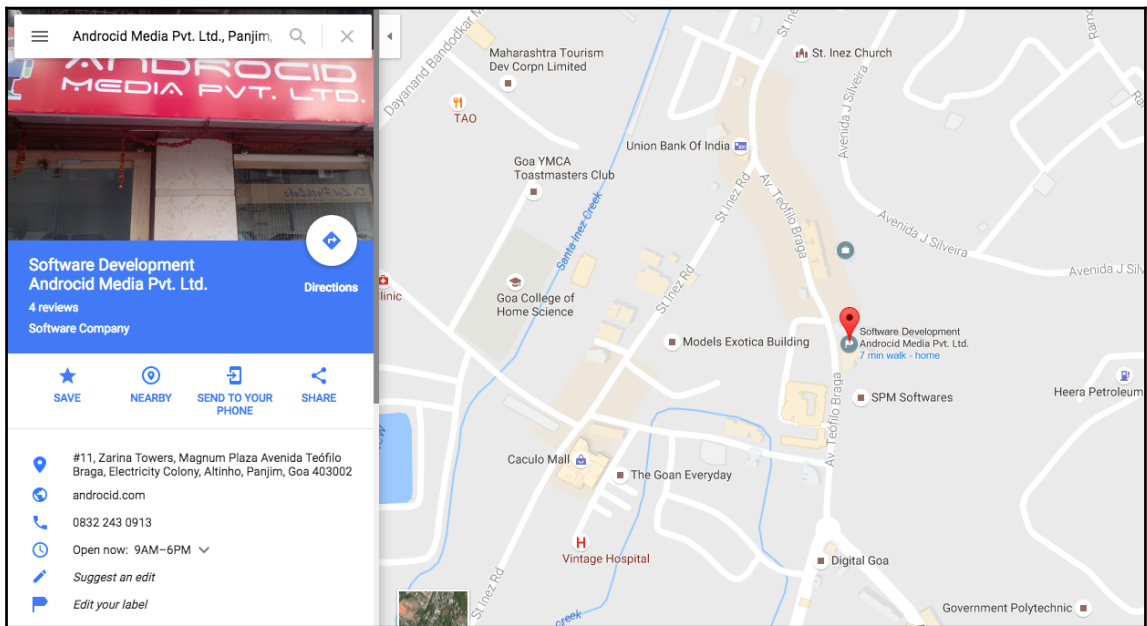 Androcid Media Pvt. Ltd., Panjim,
ANDROCID
MEDIA PVT. LTD.
Software Development
Androcid Media Pvt. Ltd.
4 reviews
Software Company
Directions
SAVE
NEARBY
SEND TO YOUR
PHONE
SHARE
#11, Zarina Towers, Magnum Plaza Avenida Teófilo
Braga, Electricity Colony, Altinho, Panjim, Goa 403002
androcid.com
0832 243 0913
Open now: 9AM–6PM
Suggest an edit
Edit your label
Dayanand Bandodkar
Maharashtra Tourism
Dev Corpn Limited
TAO
St. Inez Church
Avenida J Silveira
Union Bank Of India
Goa YMCA
Toastmasters Club
St Inez Rd
Av. Teófilo Braga
Santa Inez Creek
Avenida J Silveira
Avenida J Silv
linic
Goa College of
Home Science
St Inez Rd
Models Exotica Building
Software Development
Androcid Media Pvt. Ltd.
7 min walk - home
Heera Petroleum
SPM Softwares
Av. Teófilo Braga
Caculo Mall
The Goan Everyday
H
Vintage Hospital
Digital Goa
St Inez Rd
creek
Government Polytechnic